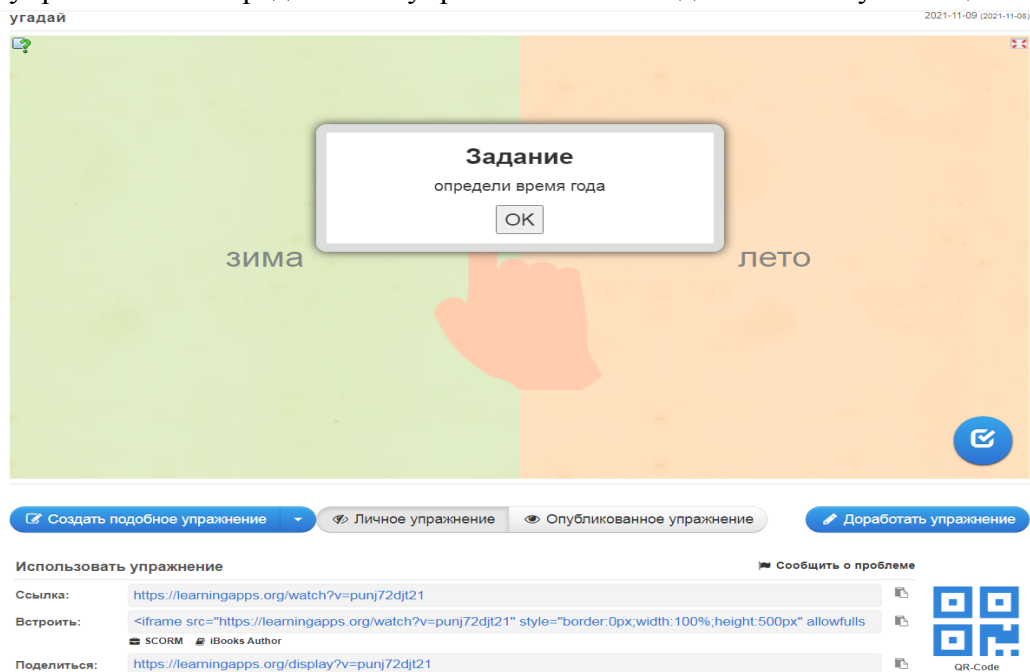 угадай
2021-11-09 (2021-11-08)
Задание
определи время года
OK
зима
лето
Создать подобное упражнение
Личное упражнение
Опубликованное упражнение
Доработать упражнение
Использовать упражнение
Сообщить о проблеме
Ссылка: https://learningapps.org/watch?v=punj72djt21
Встроить: <iframe src="https://learningapps.org/watch?v=punj72djt21" style="border:0px;width:100%;height:500px" allowfulls
SCORM iBooks Author
Поделиться: https://learningapps.org/display?v=punj72djt21
QR-Code